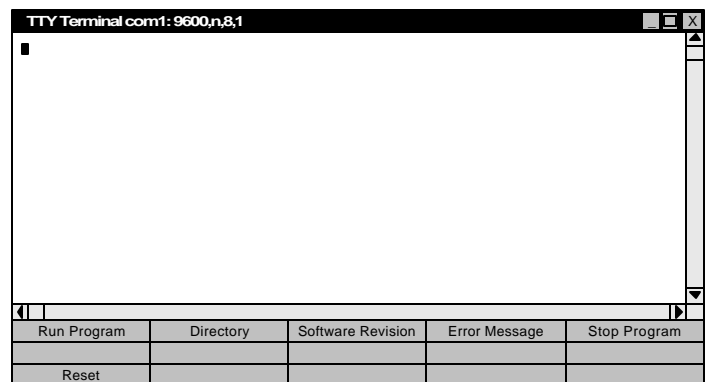 TTY Terminal com1: 9600,n,8,1 _ X
Run Program Directory Software Revision Error Message Stop Program
Reset